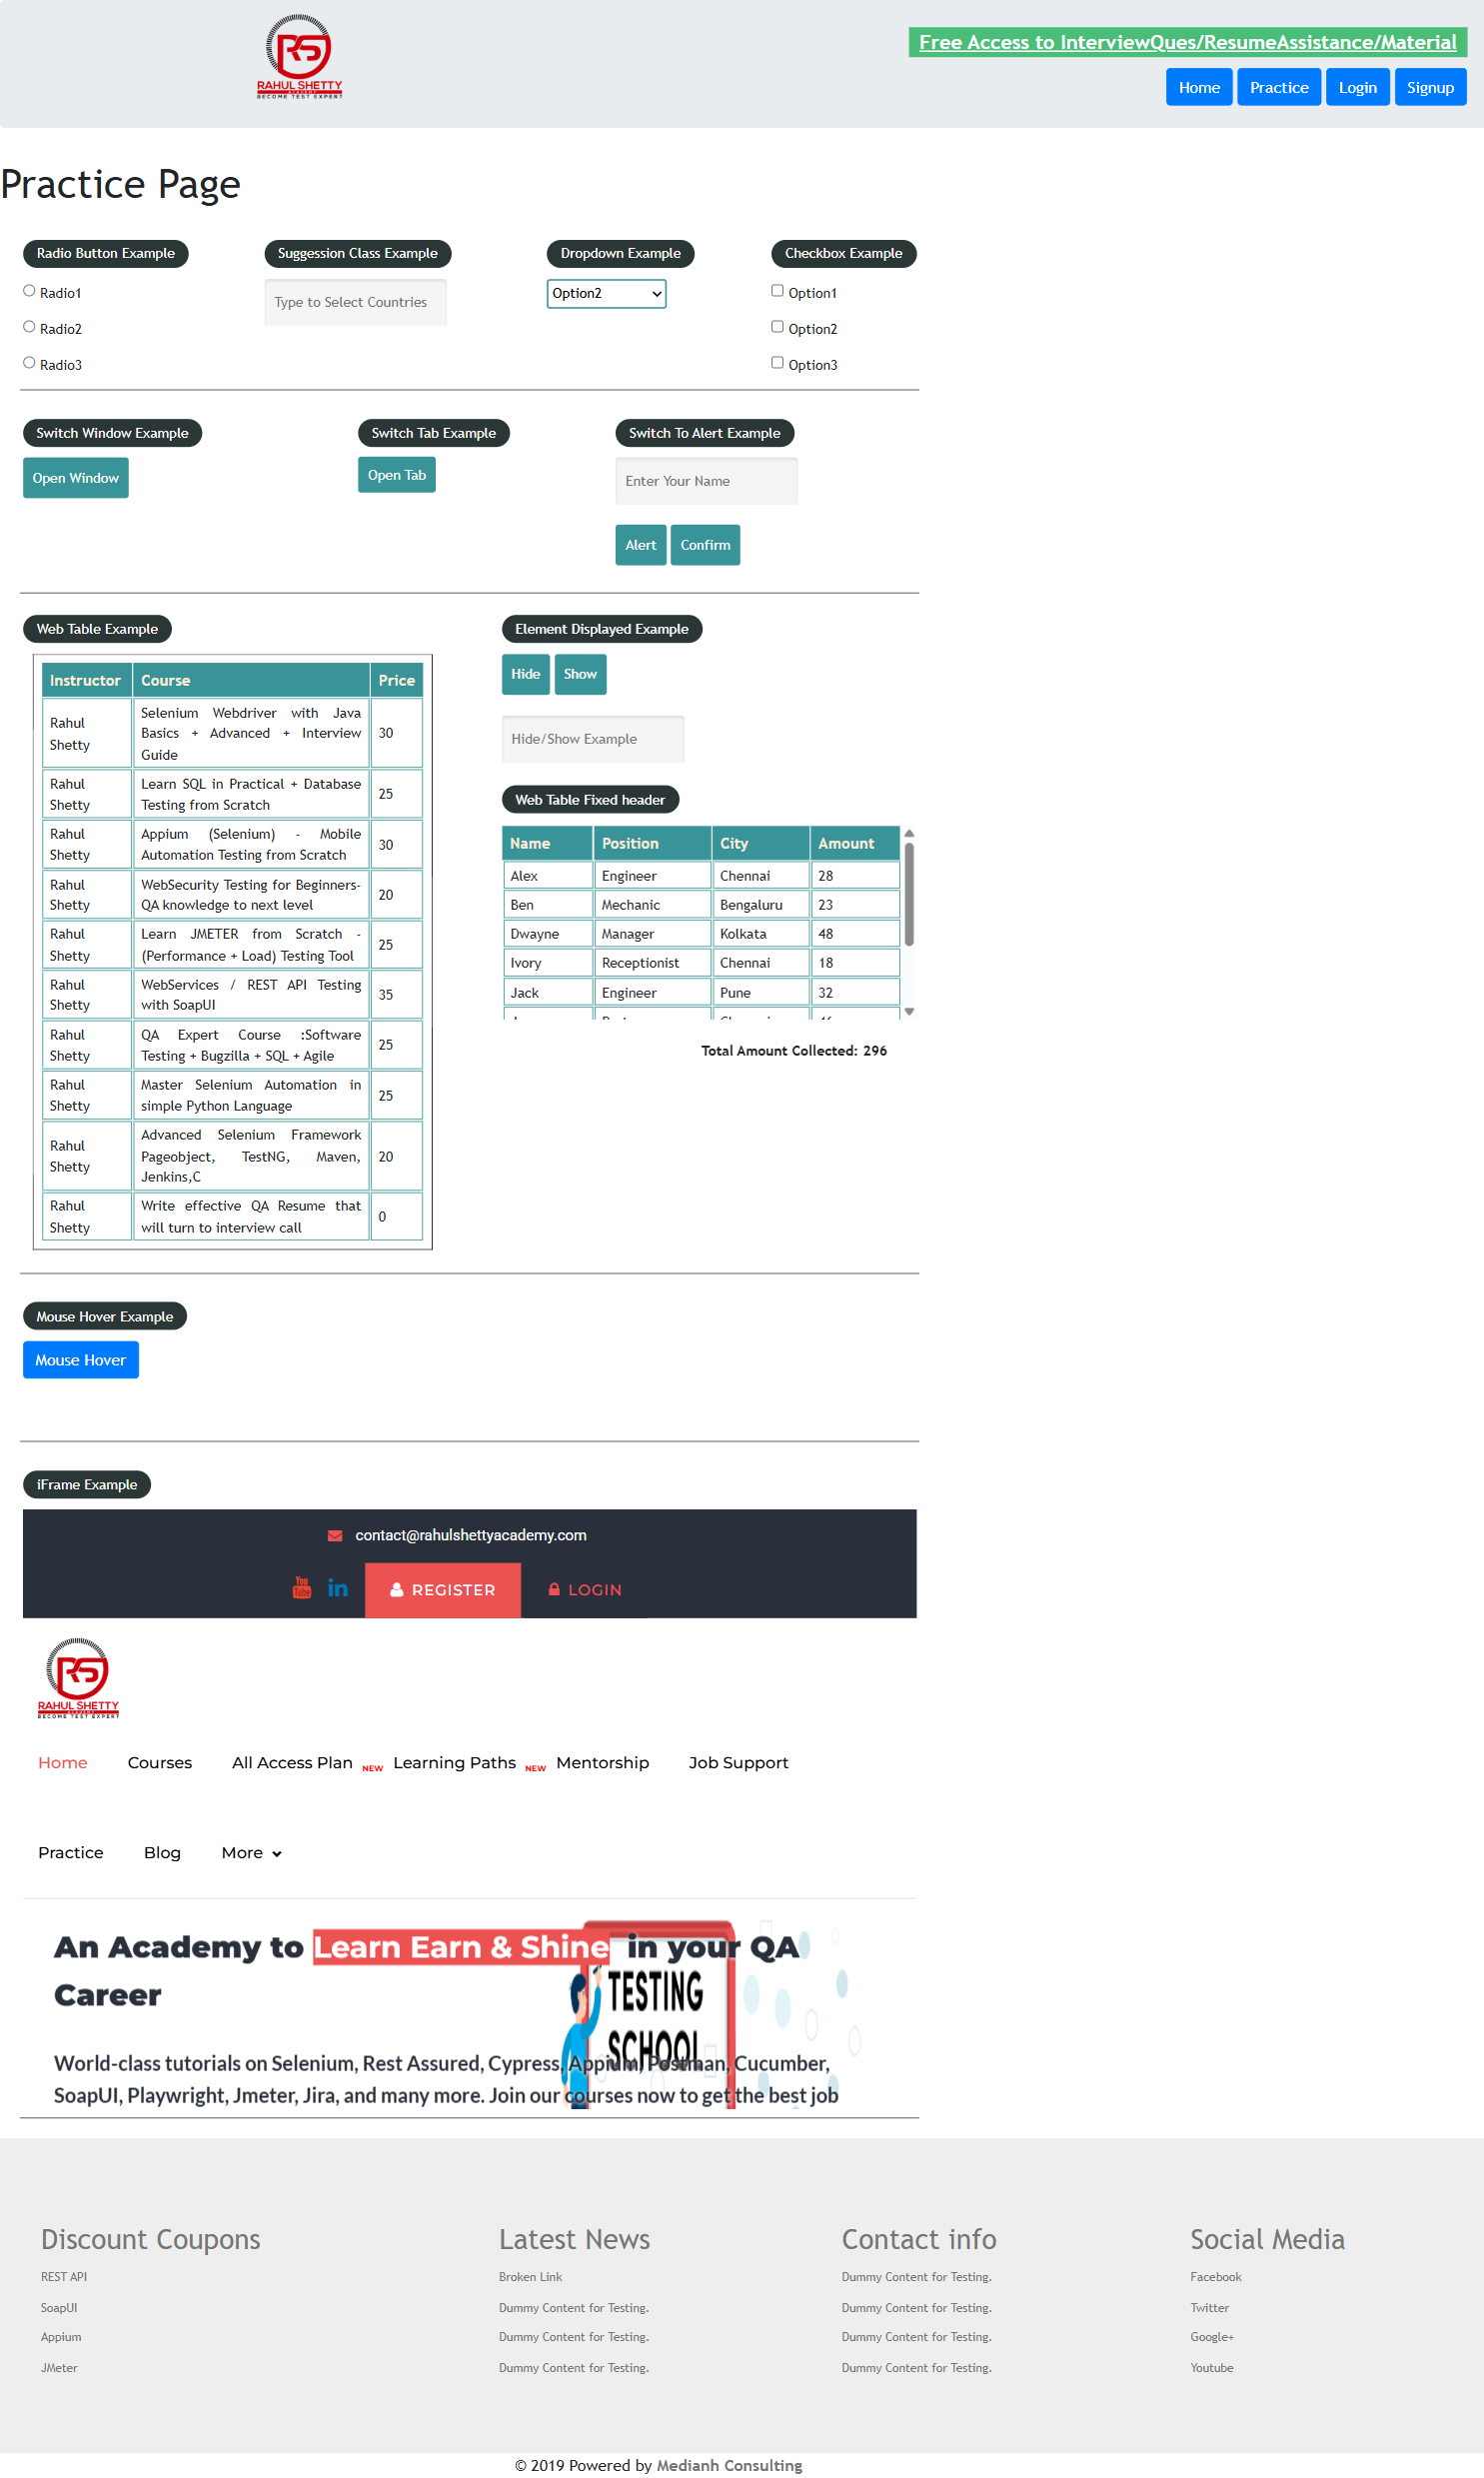 RS
RAHUL SHETTY
ACADEMY
BECOME TEST EXPERT
Free Access to InterviewQues/ResumeAssistance/Material
Home Practice Login Signup
Practice Page
Radio Button Example
Radio1
Radio2
Radio3
Suggession Class Example
Type to Select Countries
Dropdown Example
Option2
Checkbox Example
Option1
Option2
Option3
Switch Window Example
Open Window
Switch Tab Example
Open Tab
Switch To Alert Example
Enter Your Name
Alert Confirm
Web Table Example
Instructor Course Price
Rahul Shetty Selenium Webdriver with Java Basics + Advanced + Interview Guide 30
Rahul Shetty Learn SQL in Practical + Database Testing from Scratch 25
Rahul Shetty Appium (Selenium) - Mobile Automation Testing from Scratch 30
Rahul Shetty WebSecurity Testing for Beginners-QA knowledge to next level 20
Rahul Shetty Learn JMETER from Scratch - (Performance + Load) Testing Tool 25
Rahul Shetty WebServices / REST API Testing with SoapUI 35
Rahul Shetty QA Expert Course :Software Testing + Bugzilla + SQL + Agile 25
Rahul Shetty Master Selenium Automation in simple Python Language 25
Rahul Shetty Advanced Selenium Framework Pageobject, TestNG, Maven, Jenkins,C 20
Rahul Shetty Write effective QA Resume that will turn to interview call 0
Element Displayed Example
Hide Show
Hide/Show Example
Web Table Fixed header
Name Position City Amount
Alex Engineer Chennai 28
Ben Mechanic Bengaluru 23
Dwayne Manager Kolkata 48
Ivory Receptionist Chennai 18
Jack Engineer Pune 32
Total Amount Collected: 296
Mouse Hover Example
Mouse Hover
iFrame Example
contact@rahulshettyacademy.com
You Tube in REGISTER LOGIN
RS
RAHUL SHETTY
ACADEMY
BECOME TEST EXPERT
Home Courses All Access Plan NEW Learning Paths NEW Mentorship Job Support
Practice Blog More
An Academy to Learn Earn & Shine in your QA
Career
TESTING
SCHOOL
World-class tutorials on Selenium, Rest Assured, Cypress, Appium, Postman, Cucumber,
SoapUI, Playwright, Jmeter, Jira, and many more. Join our courses now to get the best job
Discount Coupons
REST API
SoapUI
Appium
JMeter
Latest News
Broken Link
Dummy Content for Testing.
Dummy Content for Testing.
Dummy Content for Testing.
Contact info
Dummy Content for Testing.
Dummy Content for Testing.
Dummy Content for Testing.
Dummy Content for Testing.
Social Media
Facebook
Twitter
Google+
Youtube
© 2019 Powered by Medianh Consulting